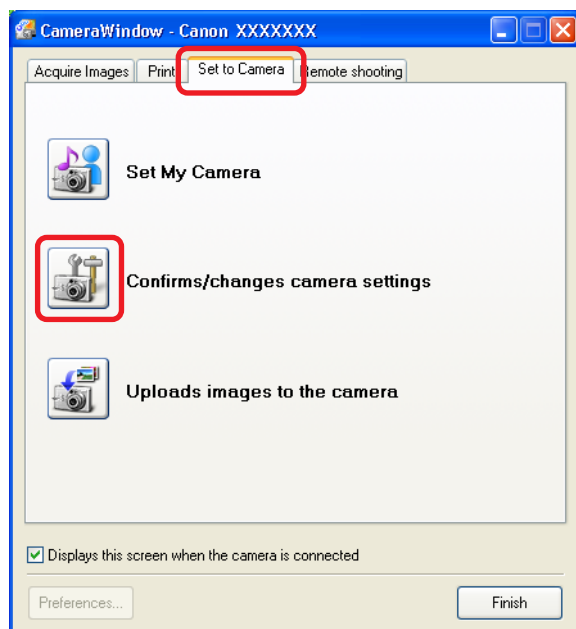 CameraWindow - Canon XXXXXXX
Acquire Images Print Set to Camera Remote shooting
Set My Camera
Confirms/changes camera settings
Uploads images to the camera
Displays this screen when the camera is connected
Preferences... Finish